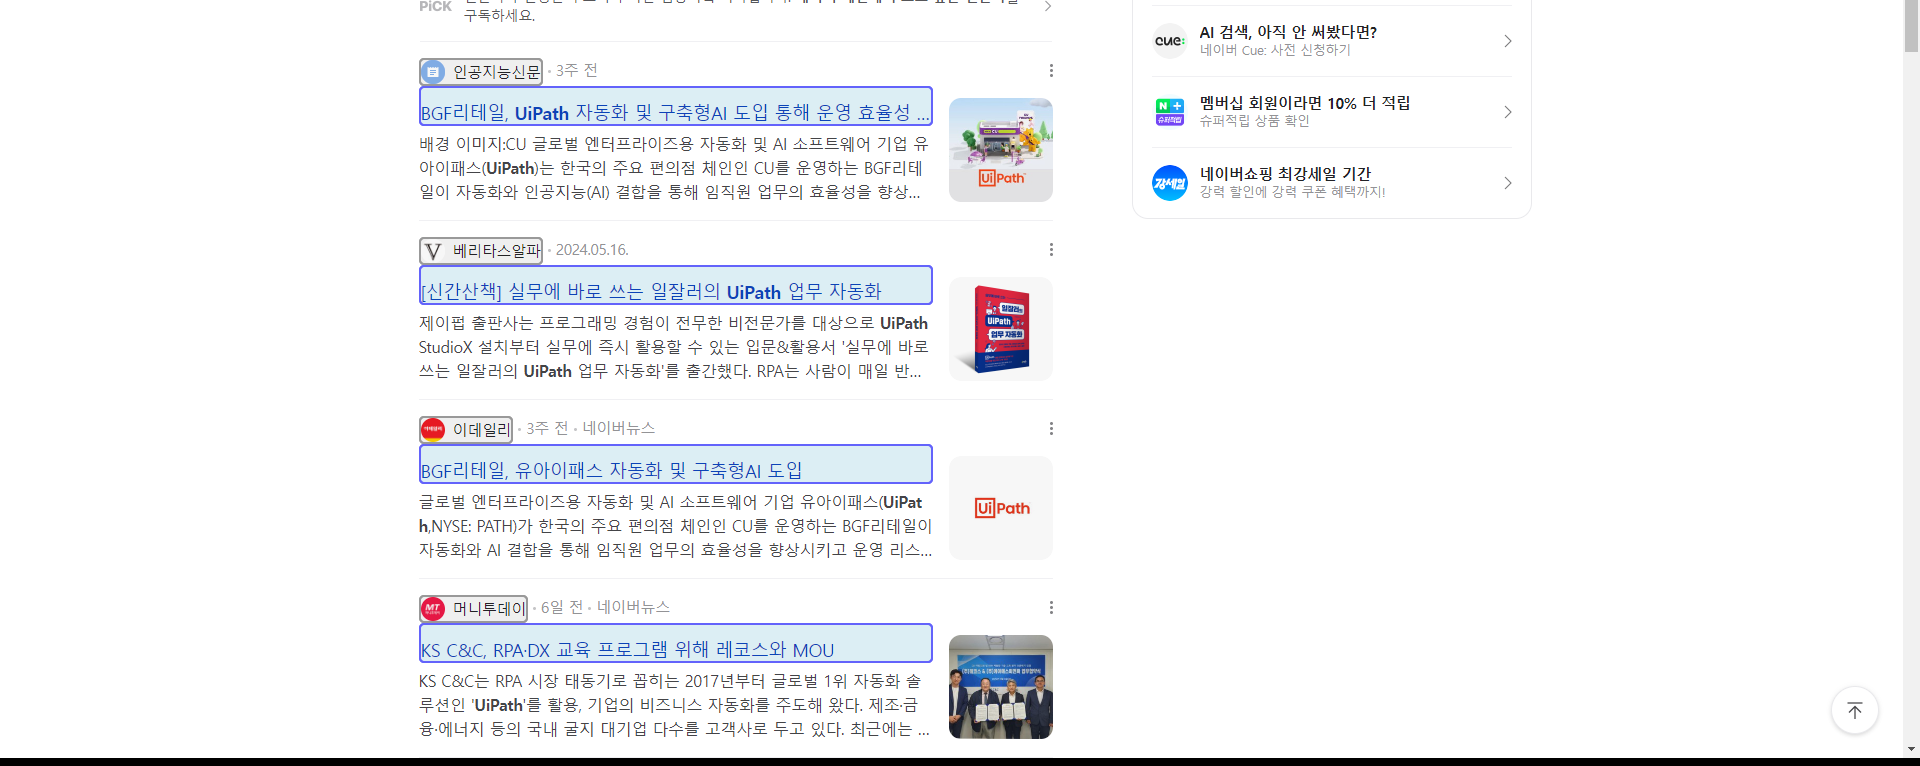 PiCK
구독하세요.
인공지능신문 · 3주 전
BGF리테일, UiPath 자동화 및 구축형AI 도입 통해 운영 효율성 ...
배경 이미지:CU 글로벌 엔터프라이즈용 자동화 및 AI 소프트웨어 기업 유
아이패스(UiPath)는 한국의 주요 편의점 체인인 CU를 운영하는 BGF리테
일이 자동화와 인공지능(AI) 결합을 통해 임직원 업무의 효율성을 향상...
UiPath
베리타스알파 · 2024.05.16.
[신간산책] 실무에 바로 쓰는 일잘러의 UiPath 업무 자동화
제이펍 출판사는 프로그래밍 경험이 전무한 비전문가를 대상으로 UiPath
StudioX 설치부터 실무에 즉시 활용할 수 있는 입문&활용서 '실무에 바로
쓰는 일잘러의 UiPath 업무 자동화'를 출간했다. RPA는 사람이 매일 반...
일잘러의
UiPath
업무 자동화
이데일리 · 3주 전 · 네이버뉴스
BGF리테일, 유아이패스 자동화 및 구축형AI 도입
글로벌 엔터프라이즈용 자동화 및 AI 소프트웨어 기업 유아이패스(UiPat
h,NYSE: PATH)가 한국의 주요 편의점 체인인 CU를 운영하는 BGF리테일이
자동화와 AI 결합을 통해 임직원 업무의 효율성을 향상시키고 운영 리스...
UiPath
MT 머니투데이 · 6일 전 · 네이버뉴스
KS C&C, RPA·DX 교육 프로그램 위해 레코스와 MOU
KS C&C는 RPA 시장 태동기로 꼽히는 2017년부터 글로벌 1위 자동화 솔
루션인 'UiPath'를 활용, 기업의 비즈니스 자동화를 주도해 왔다. 제조·금
융·에너지 등의 국내 굴지 대기업 다수를 고객사로 두고 있다. 최근에는 ...
cue:
AI 검색, 아직 안 써봤다면?
네이버 Cue: 사전 신청하기
N +
슈퍼적립
멤버십 회원이라면 10% 더 적립
슈퍼적립 상품 확인
강세일
네이버쇼핑 최강세일 기간
강력 할인에 강력 쿠폰 혜택까지!